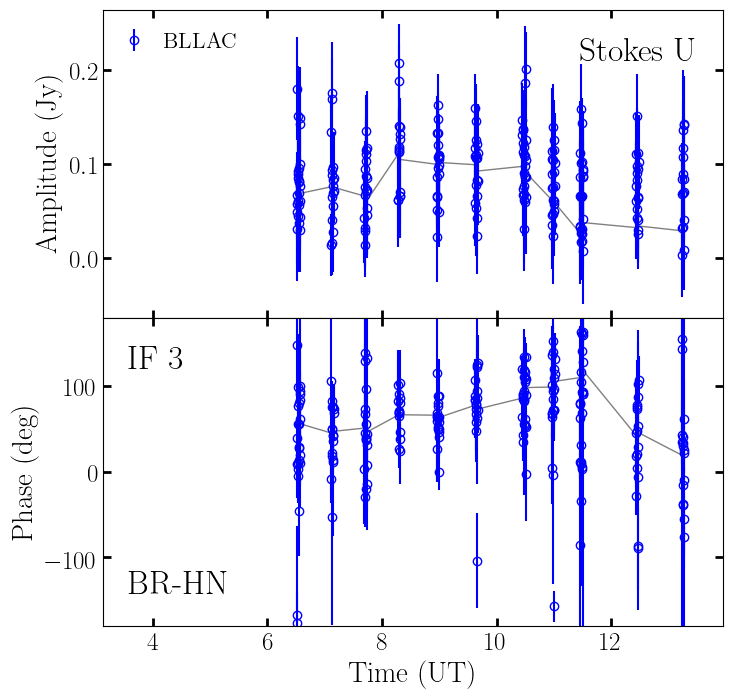 BLLAC
Stokes U
0.2
0.1
0.0
Amplitude (Jy)
IF 3
100
0
−100
Phase (deg)
BR-HN
4 6 8 10 12
Time (UT)